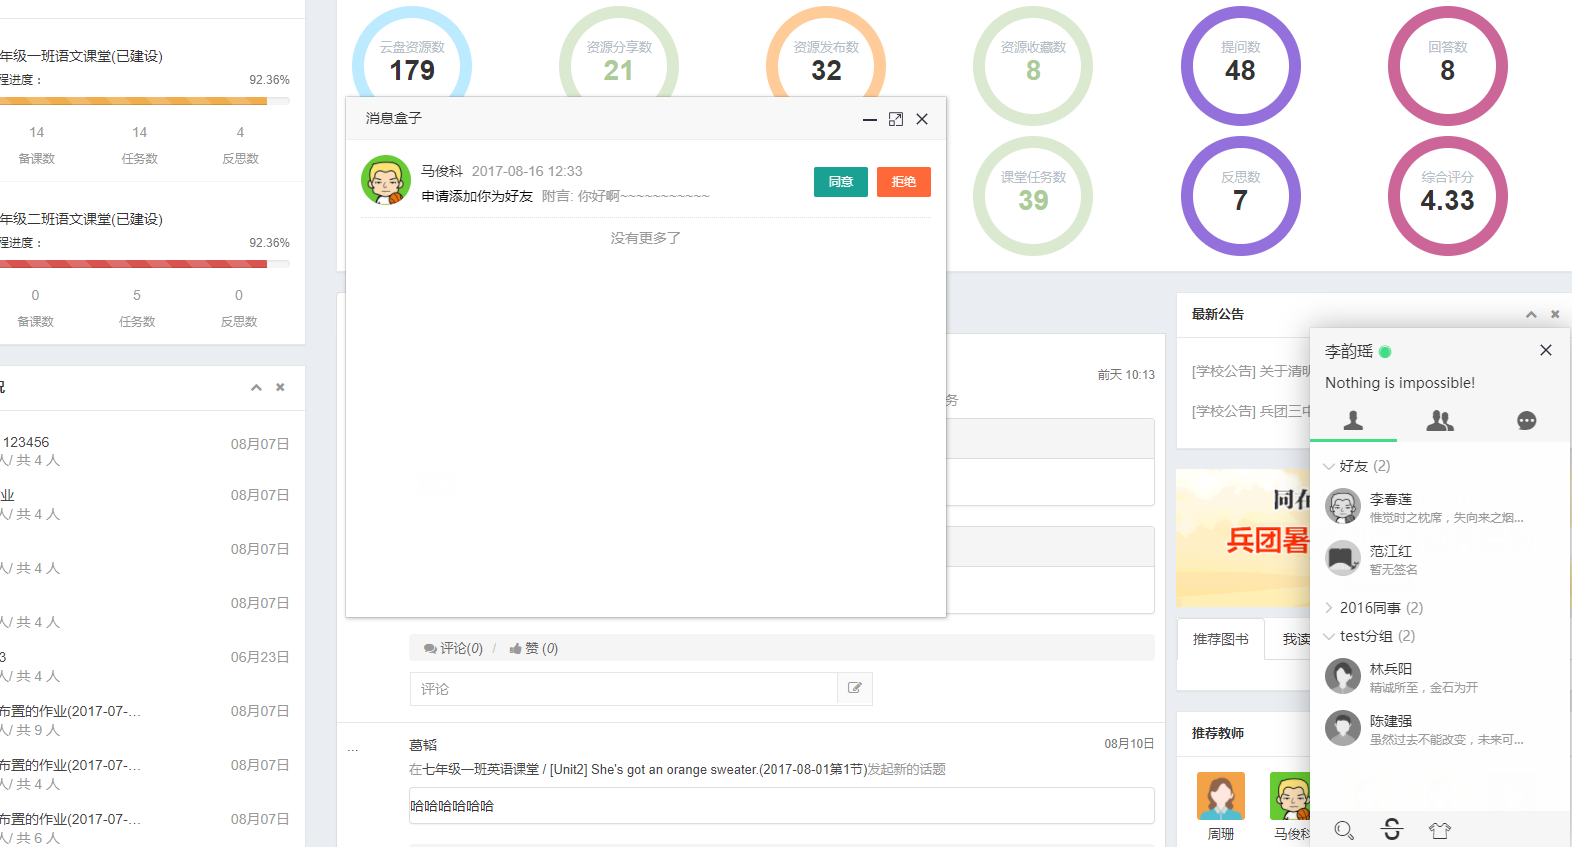 年级一班语文课堂(已建设)
程进度：
92.36%
14
14
4
备课数
任务数
反思数
年级二班语文课堂(已建设)
程进度：
92.36%
0
5
0
备课数
任务数
反思数
况
123456
08月07日
人/ 共 4 人
业
08月07日
人/ 共 4 人
08月07日
人/ 共 4 人
08月07日
人/ 共 4 人
3
06月23日
人/ 共 4 人
布置的作业(2017-07-...
08月07日
人/ 共 9 人
布置的作业(2017-07-...
08月07日
人/ 共 4 人
布置的作业(2017-07-...
08月07日
人/ 共 6 人
云盘资源数
179
资源分享数
21
资源发布数
32
资源收藏数
8
提问数
48
回答数
8
课堂任务数
39
反思数
7
综合评分
4.33
消息盒子
马俊科 2017-08-16 12:33
申请添加你为好友 附言: 你好啊~~~~~~~~~~~
同意
拒绝
没有更多了
前天 10:13
务
评论(0) / 赞 (0)
评论
...
葛韬
08月10日
在七年级一班英语课堂 / [Unit2] She's got an orange sweater.(2017-08-01第1节)发起新的话题
哈哈哈哈哈哈
最新公告
[学校公告] 关于清明
[学校公告] 兵团三中
同在
兵团暑
推荐图书
我读
推荐教师
周珊
马俊科
李韵瑶
Nothing is impossible!
好友 (2)
李春莲
惟觉时之枕席，失向来之烟...
范江红
暂无签名
2016同事 (2)
test分组 (2)
林兵阳
精诚所至，金石为开
陈建强
虽然过去不能改变，未来可...